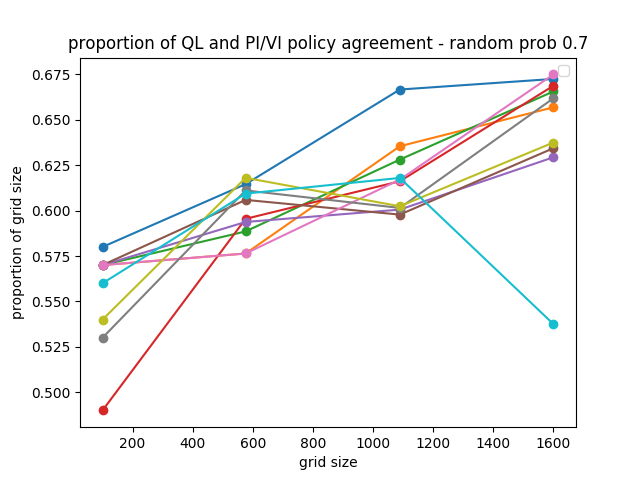 proportion of QL and PI/VI policy agreement - random prob 0.7
proportion of grid size
0.675
0.650
0.625
0.600
0.575
0.550
0.525
0.500
200 400 600 800 1000 1200 1400 1600
grid size